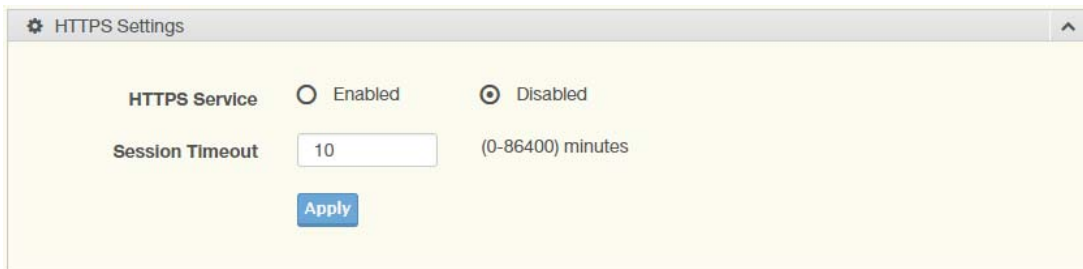 HTTPS Settings
HTTPS Service Enabled Disabled
Session Timeout 10 (0-86400) minutes
Apply